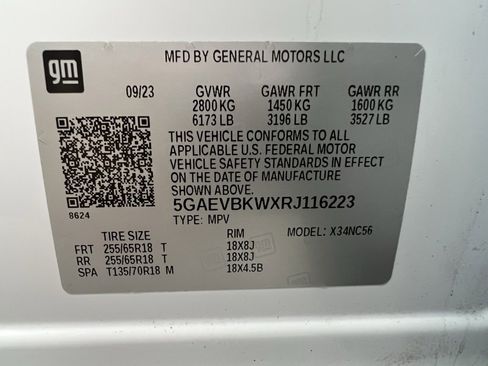 gm
MFD BY GENERAL MOTORS LLC
09/23 GVWR GAWR FRT GAWR RR
2800 KG 1450 KG 1600 KG
6173 LB 3196 LB 3527 LB
THIS VEHICLE CONFORMS TO ALL
APPLICABLE U.S. FEDERAL MOTOR
VEHICLE SAFETY STANDARDS IN EFFECT
ON THE DATE OF MANUFACTURE
SHOWN ABOVE.
8624
5GAEVBKWXRJ116223
TYPE: MPV
MODEL: X34NC56
TIRE SIZE RIM
FRT 255/65R18 T 18X8J
RR 255/65R18 T 18X8J
SPA T135/70R18 M 18X4.5B